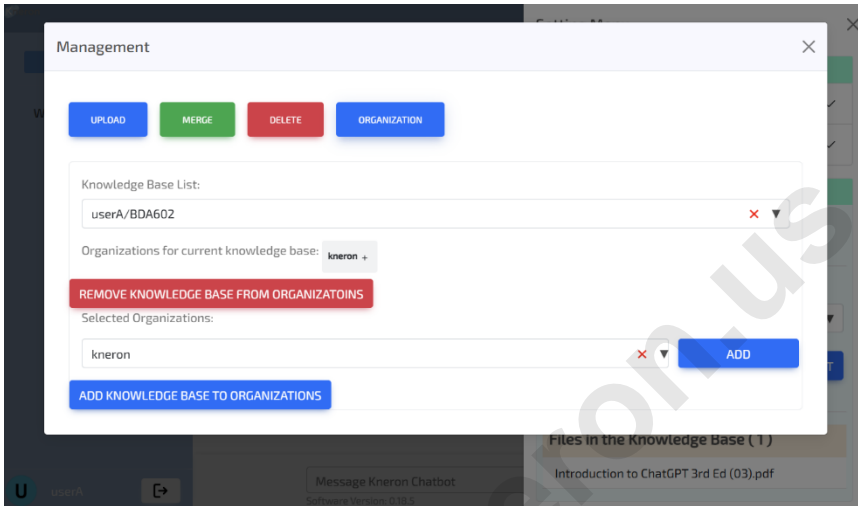 Management
UPLOAD MERGE DELETE ORGANIZATION
Knowledge Base List:
userA/BDA602
Organizations for current knowledge base: kneron +
REMOVE KNOWLEDGE BASE FROM ORGANIZATOINS
Selected Organizations:
kneron
ADD
ADD KNOWLEDGE BASE TO ORGANIZATIONS
Files in the Knowledge Base ( 1 )
Introduction to ChatGPT 3rd Ed (03).pdf
Message Kneron Chatbot
U userA
Software Version: 0.18.5
eron.us